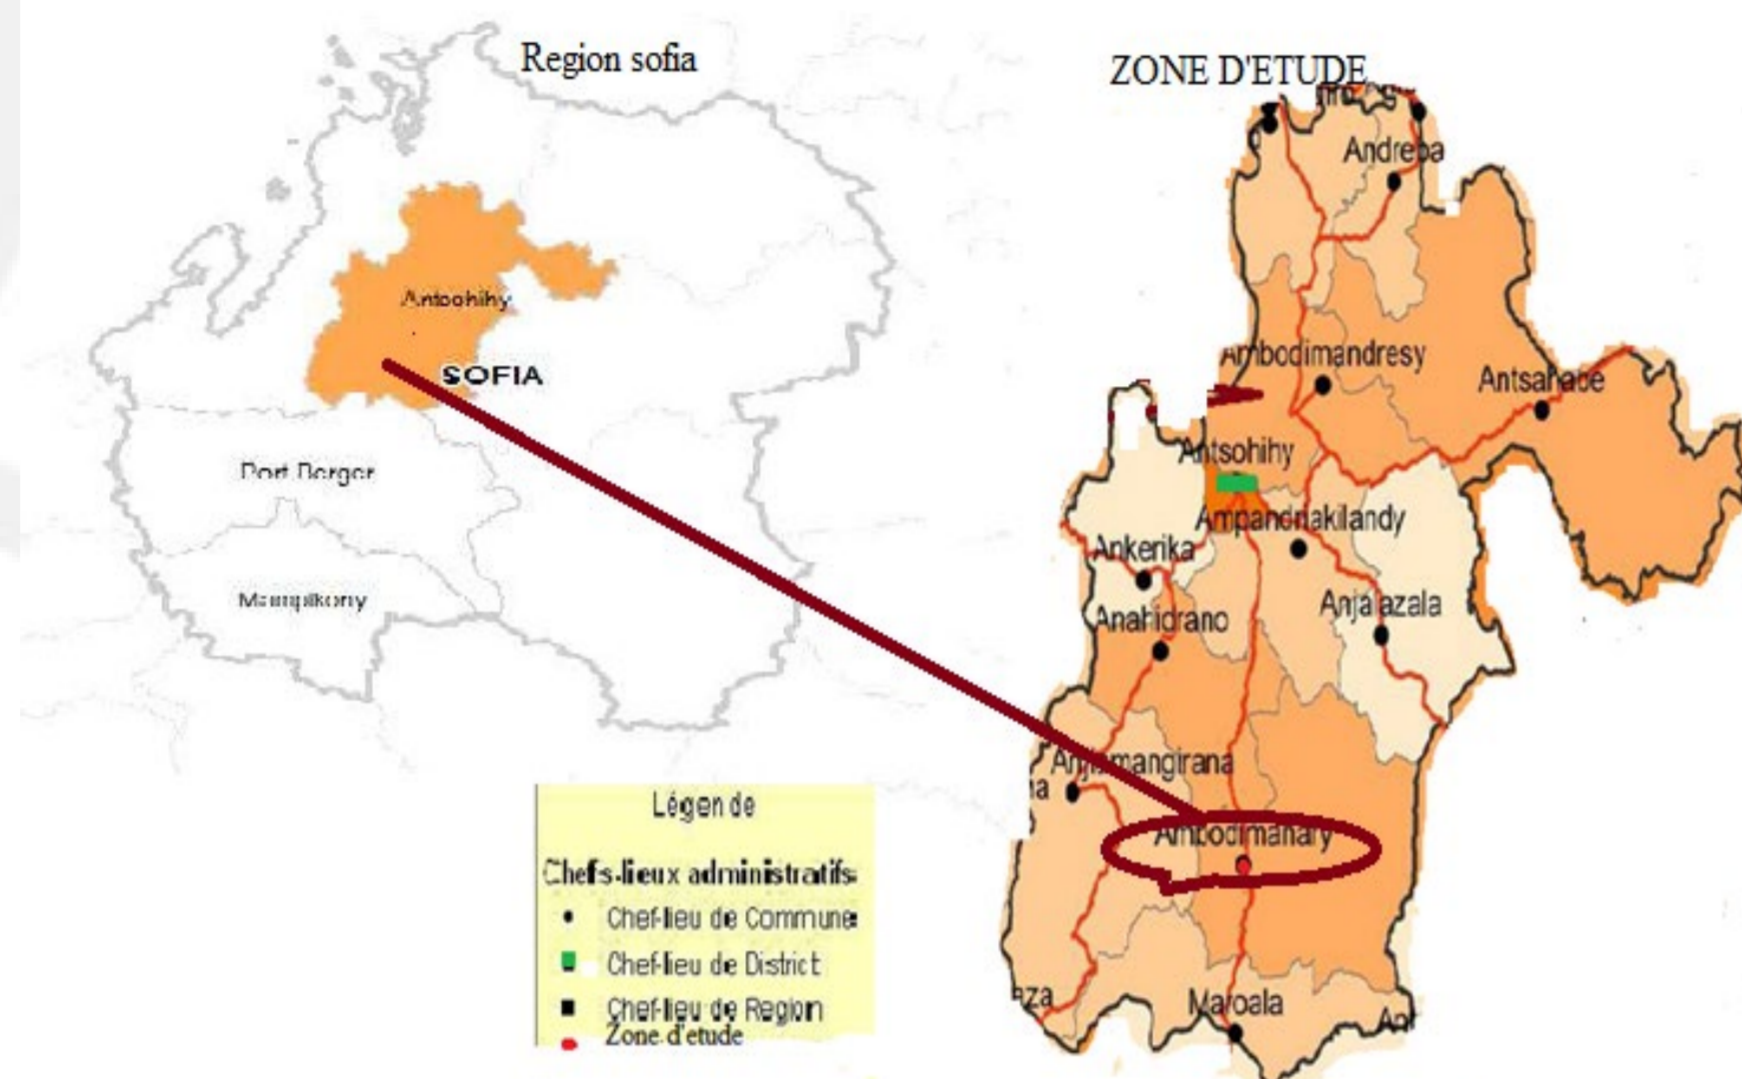 Region sofia
Antsohihy
SOFIA
Port Berger
Mampikony
ZONE D'ETUDE
Andreba
Ambodimandresy
Antsahabe
Antsohihy
Ampandriakilandy
Ankerika
Anjalazala
Anahidrano
Anjiamangirana
Ambodimanary
Maroala
Légende
Chefs-lieux administratifs
Chef-lieu de Commune
Chef-lieu de District
Chef-lieu de Region
Zone d'etude